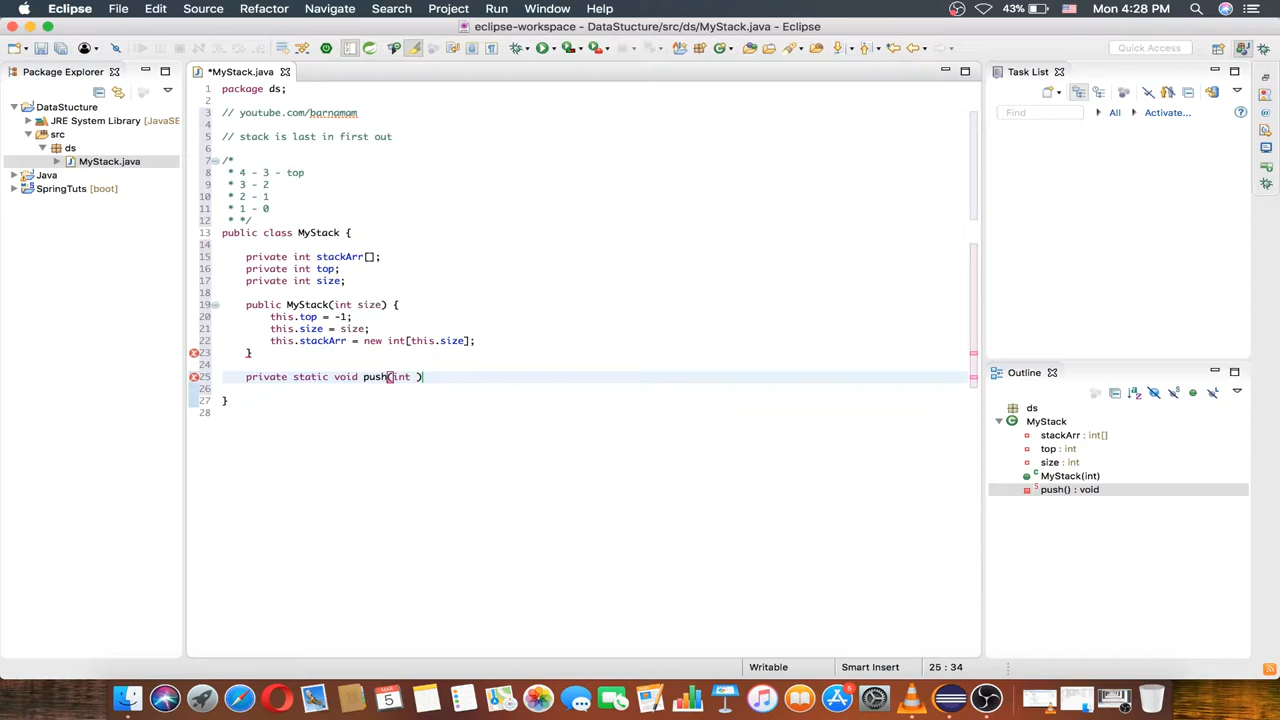 Eclipse File Edit Source Refactor Navigate Search Project Run Window Help 43% Mon 4:28 PM
eclipse-workspace - DataStucture/src/ds/MyStack.java - Eclipse
Quick Access
Package Explorer
DataStucture
JRE System Library [JavaSE
src
ds
MyStack.java
Java
SpringTuts [boot]
*MyStack.java
1 package ds;
2
3 // youtube.com/barnamam
4
5 // stack is last in first out
6
7 /*
8 * 4 - 3 - top
9 * 3 - 2
10 * 2 - 1
11 * 1 - 0
12 * */
13 public class MyStack {
14
15 private int stackArr[];
16 private int top;
17 private int size;
18
19 public MyStack(int size) {
20 this.top = -1;
21 this.size = size;
22 this.stackArr = new int[this.size];
23 }
24
25 private static void push(int )
26
27 }
28
Task List
Find All Activate...
Outline
ds
MyStack
stackArr : int[]
top : int
size : int
MyStack(int)
push() : void
Writable Smart Insert 25 : 34
MAR
5